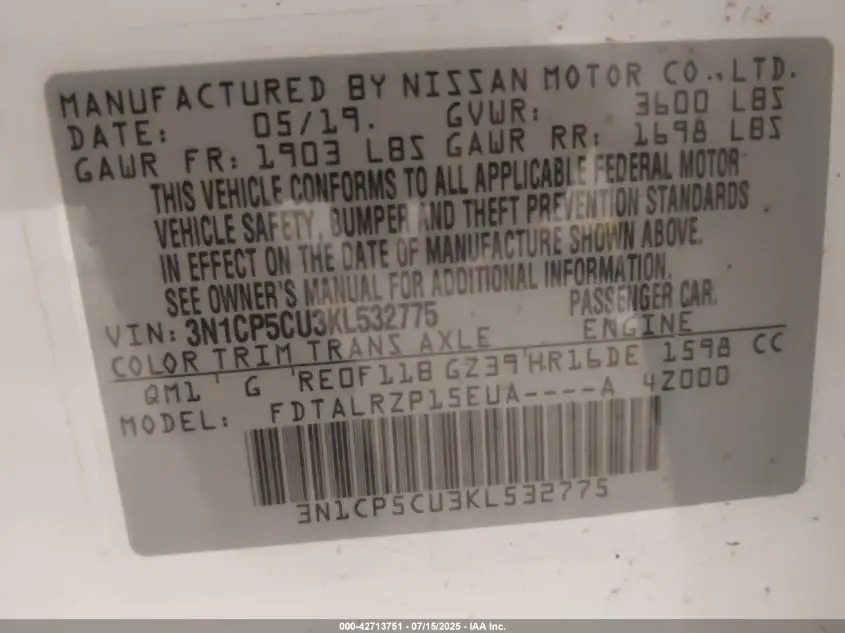 MANUFACTURED BY NISSAN MOTOR CO.,LTD.
DATE: 05/19. GVWR: 3600 LBS
GAWR FR: 1903 LBS GAWR RR: 1698 LBS
THIS VEHICLE CONFORMS TO ALL APPLICABLE FEDERAL MOTOR
VEHICLE SAFETY, BUMPER AND THEFT PREVENTION STANDARDS
IN EFFECT ON THE DATE OF MANUFACTURE SHOWN ABOVE.
SEE OWNER'S MANUAL FOR ADDITIONAL INFORMATION.
VIN: 3N1CP5CU3KL532775 PASSENGER CAR.
COLOR TRIM TRANS AXLE ENGINE
QM1 ' G 'RE0F11B GZ39'HR16DE 1598 CC
MODEL: FDTALRZP15EUA----A 4Z000
3N1CP5CU3KL532775
000-42713751 - 07/15/2025 - IAA Inc.